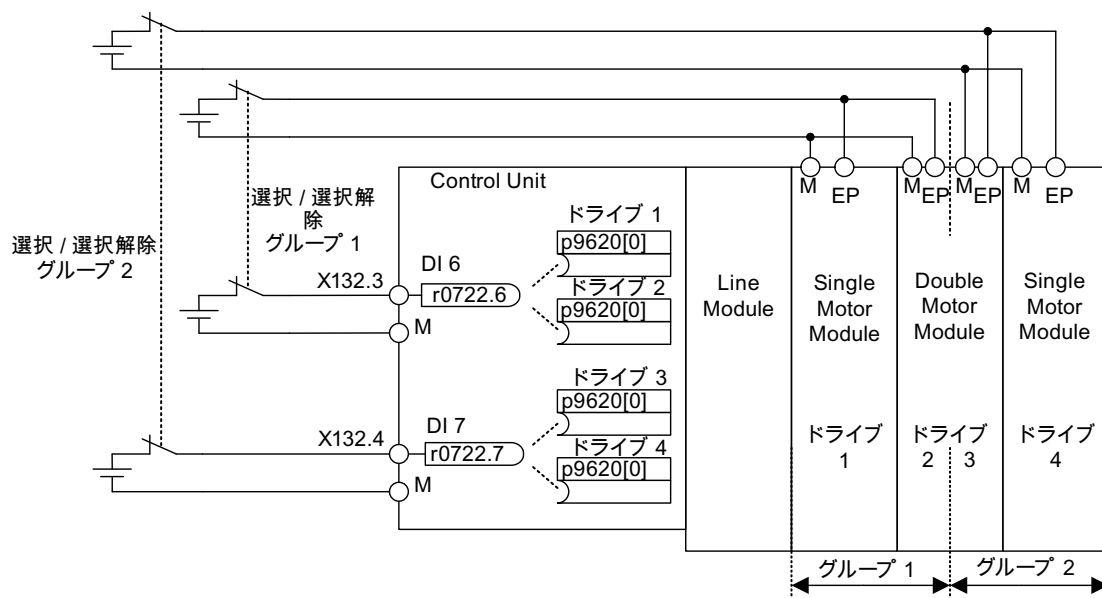 選択 / 選択解除
グループ 2
選択 / 選択解
除
グループ 1
X132.3
X132.4
Control Unit
DI 6
r0722.6
M
ドライブ 1
p9620[0]
ドライブ 2
p9620[0]
DI 7
r0722.7
M
ドライブ 3
p9620[0]
ドライブ 4
p9620[0]
Line
Module
M
EP
Single
Motor
Module
ドライブ
1
M
EP
M
EP
Double
Motor
Module
ドライブ
2 3
M
EP
Single
Motor
Module
ドライブ
4
グループ 1
グループ 2